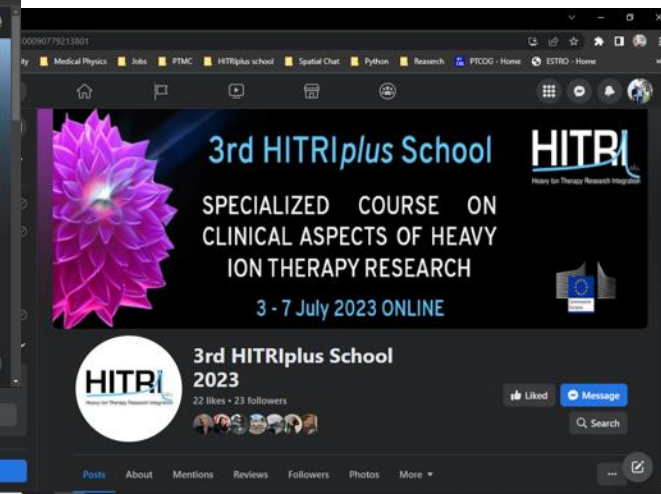 00090779213801
ty Medical Physics Jobs PTMC HITRIplus school Spatial Chat Python Reaserch PTCOG - Home ESTRO - Home
3rd HITRIplus School
HITRI
Heavy Ion Therapy Research Integration
SPECIALIZED COURSE ON
CLINICAL ASPECTS OF HEAVY
ION THERAPY RESEARCH
3 - 7 July 2023 ONLINE
HITRI
Heavy Ion Therapy Research Integration
3rd HITRIplus School
2023
22 likes • 23 followers
Liked Message
Search
Posts About Mentions Reviews Followers Photos More